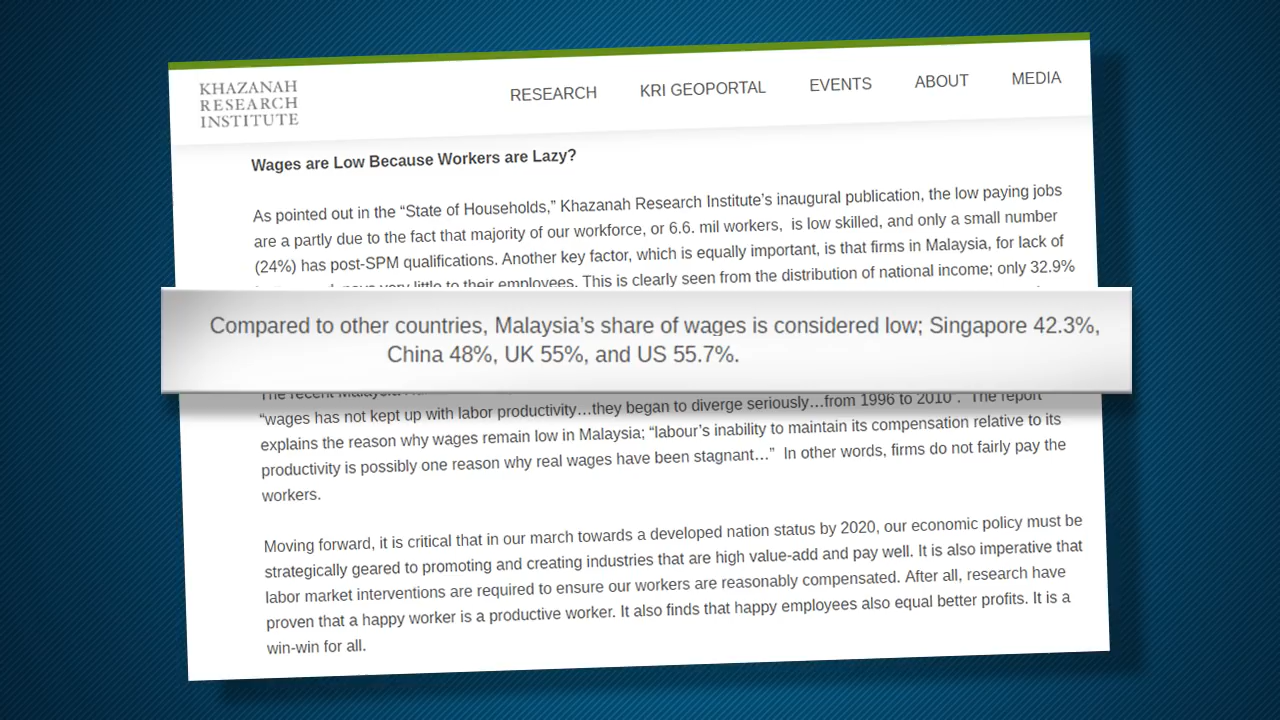 KHAZANAH
RESEARCH
INSTITUTE
RESEARCH KRI GEOPORTAL EVENTS ABOUT MEDIA
Wages are Low Because Workers are Lazy?
As pointed out in the “State of Households,” Khazanah Research Institute’s inaugural publication, the low paying jobs
are a partly due to the fact that majority of our workforce, or 6.6. mil workers, is low skilled, and only a small number
(24%) has post-SPM qualifications. Another key factor, which is equally important, is that firms in Malaysia, for lack of
very little to their employees. This is clearly seen from the distribution of national income; only 32.9%
Compared to other countries, Malaysia’s share of wages is considered low; Singapore 42.3%,
China 48%, UK 55%, and US 55.7%.
The recent Malaysia
“wages has not kept up with labor productivity…they began to diverge seriously…from 1996 to 2010”. The report
explains the reason why wages remain low in Malaysia; “labour’s inability to maintain its compensation relative to its
productivity is possibly one reason why real wages have been stagnant…” In other words, firms do not fairly pay the
workers.
Moving forward, it is critical that in our march towards a developed nation status by 2020, our economic policy must be
strategically geared to promoting and creating industries that are high value-add and pay well. It is also imperative that
labor market interventions are required to ensure our workers are reasonably compensated. After all, research have
proven that a happy worker is a productive worker. It also finds that happy employees also equal better profits. It is a
win-win for all.